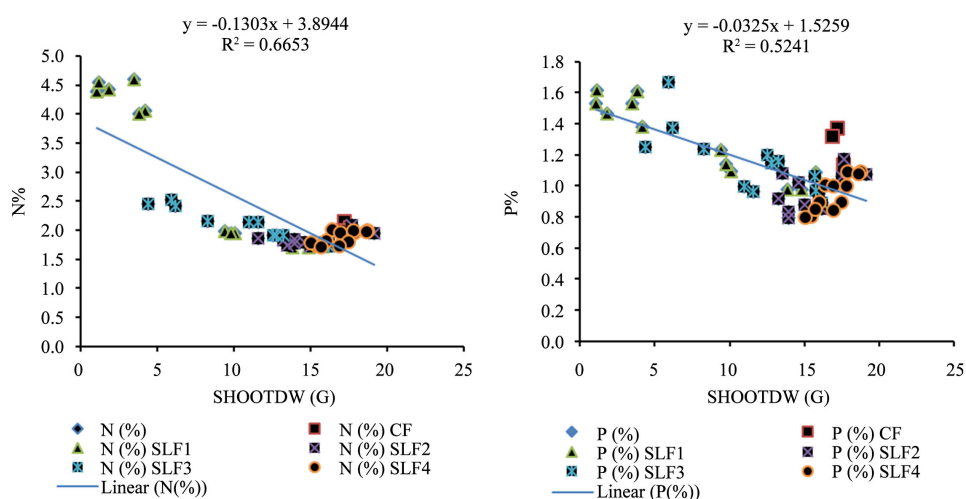 y = -0.1303x + 3.8944
R² = 0.6653
5.0
4.5
4.0
3.5
3.0
2.5
2.0
1.5
1.0
0.5
0.0
N%
0 5 10 15 20 25
SHOOTDW (G)
N (%) N (%) CF
N (%) SLF1 N (%) SLF2
N (%) SLF3 N (%) SLF4
Linear (N(%))
y = -0.0325x + 1.5259
R² = 0.5241
1.8
1.6
1.4
1.2
1.0
0.8
0.6
0.4
0.2
0.0
P%
0 5 10 15 20 25
SHOOTDW (G)
P (%) P (%) CF
P (%) SLF1 P (%) SLF2
P (%) SLF3 P (%) SLF4
Linear (P(%))